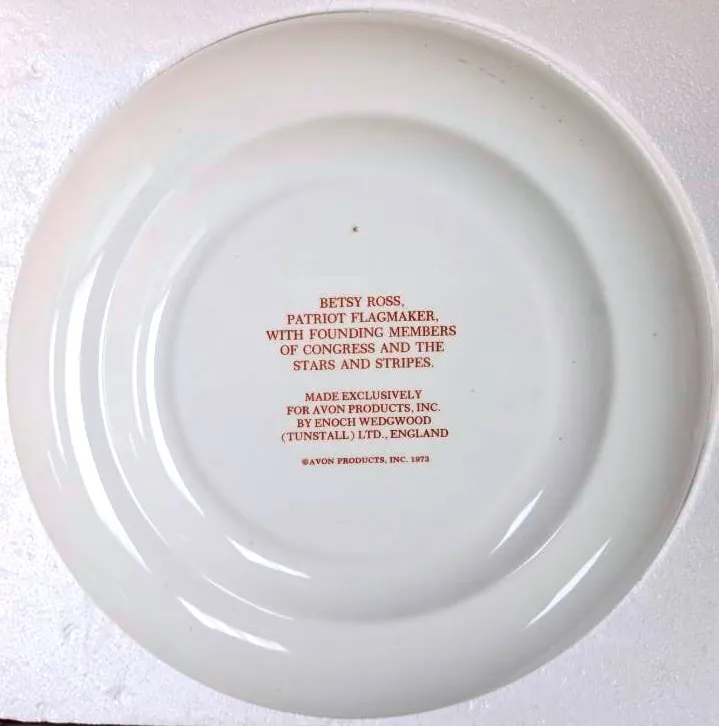 BETSY ROSS,
PATRIOT FLAGMAKER,
WITH FOUNDING MEMBERS
OF CONGRESS AND THE
STARS AND STRIPES.
MADE EXCLUSIVELY
FOR AVON PRODUCTS, INC.
BY ENOCH WEDGWOOD
(TUNSTALL) LTD., ENGLAND
©AVON PRODUCTS, INC. 1973